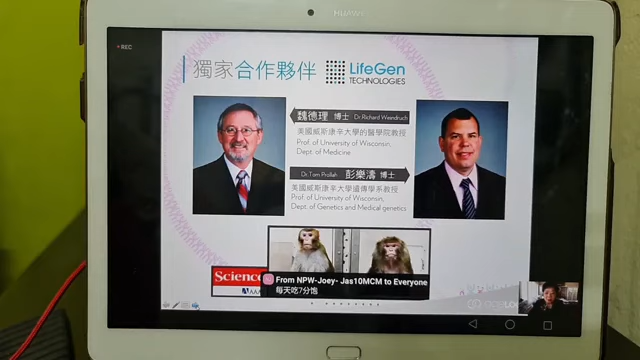 HUAWEI
REC
獨家合作夥伴
LifeGen
TECHNOLOGIES
魏德理 博士 Dr.Richard Weindruch
美國威斯康辛大學的醫學院教授
Prof. of University of Wisconsin,
Dept. of Medicine
Dr.Tom Prollah 彭樂濤 博士
美國威斯康辛大學遺傳學系教授
Prof. of University of Wisconsin,
Dept. of Genetics and Medical genetics
Science
AAAS
From NPW-Joey- Jas10MCM to Everyone
每天吃7分饱